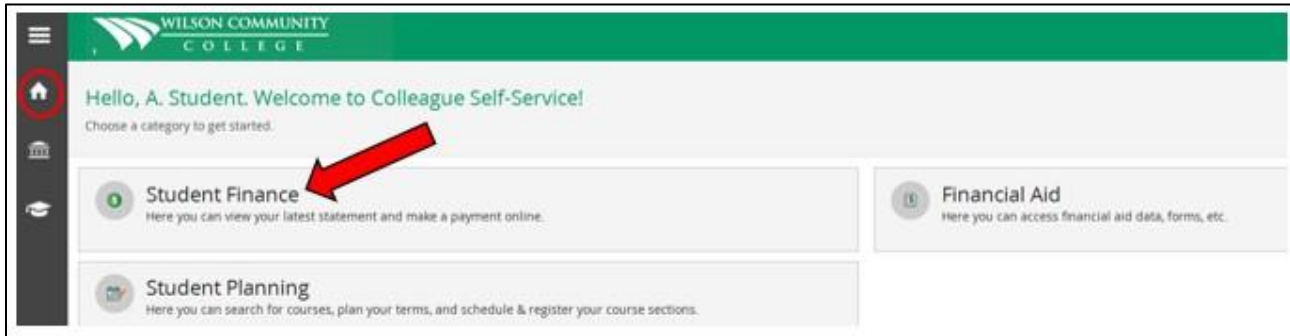 WILSON COMMUNITY
COLLEGE
Hello, A. Student. Welcome to Colleague Self-Service!
Choose a category to get started.
Student Finance
Here you can view your latest statement and make a payment online.
Financial Aid
Here you can access financial aid data, forms, etc.
Student Planning
Here you can search for courses, plan your terms, and schedule & register your course sections.